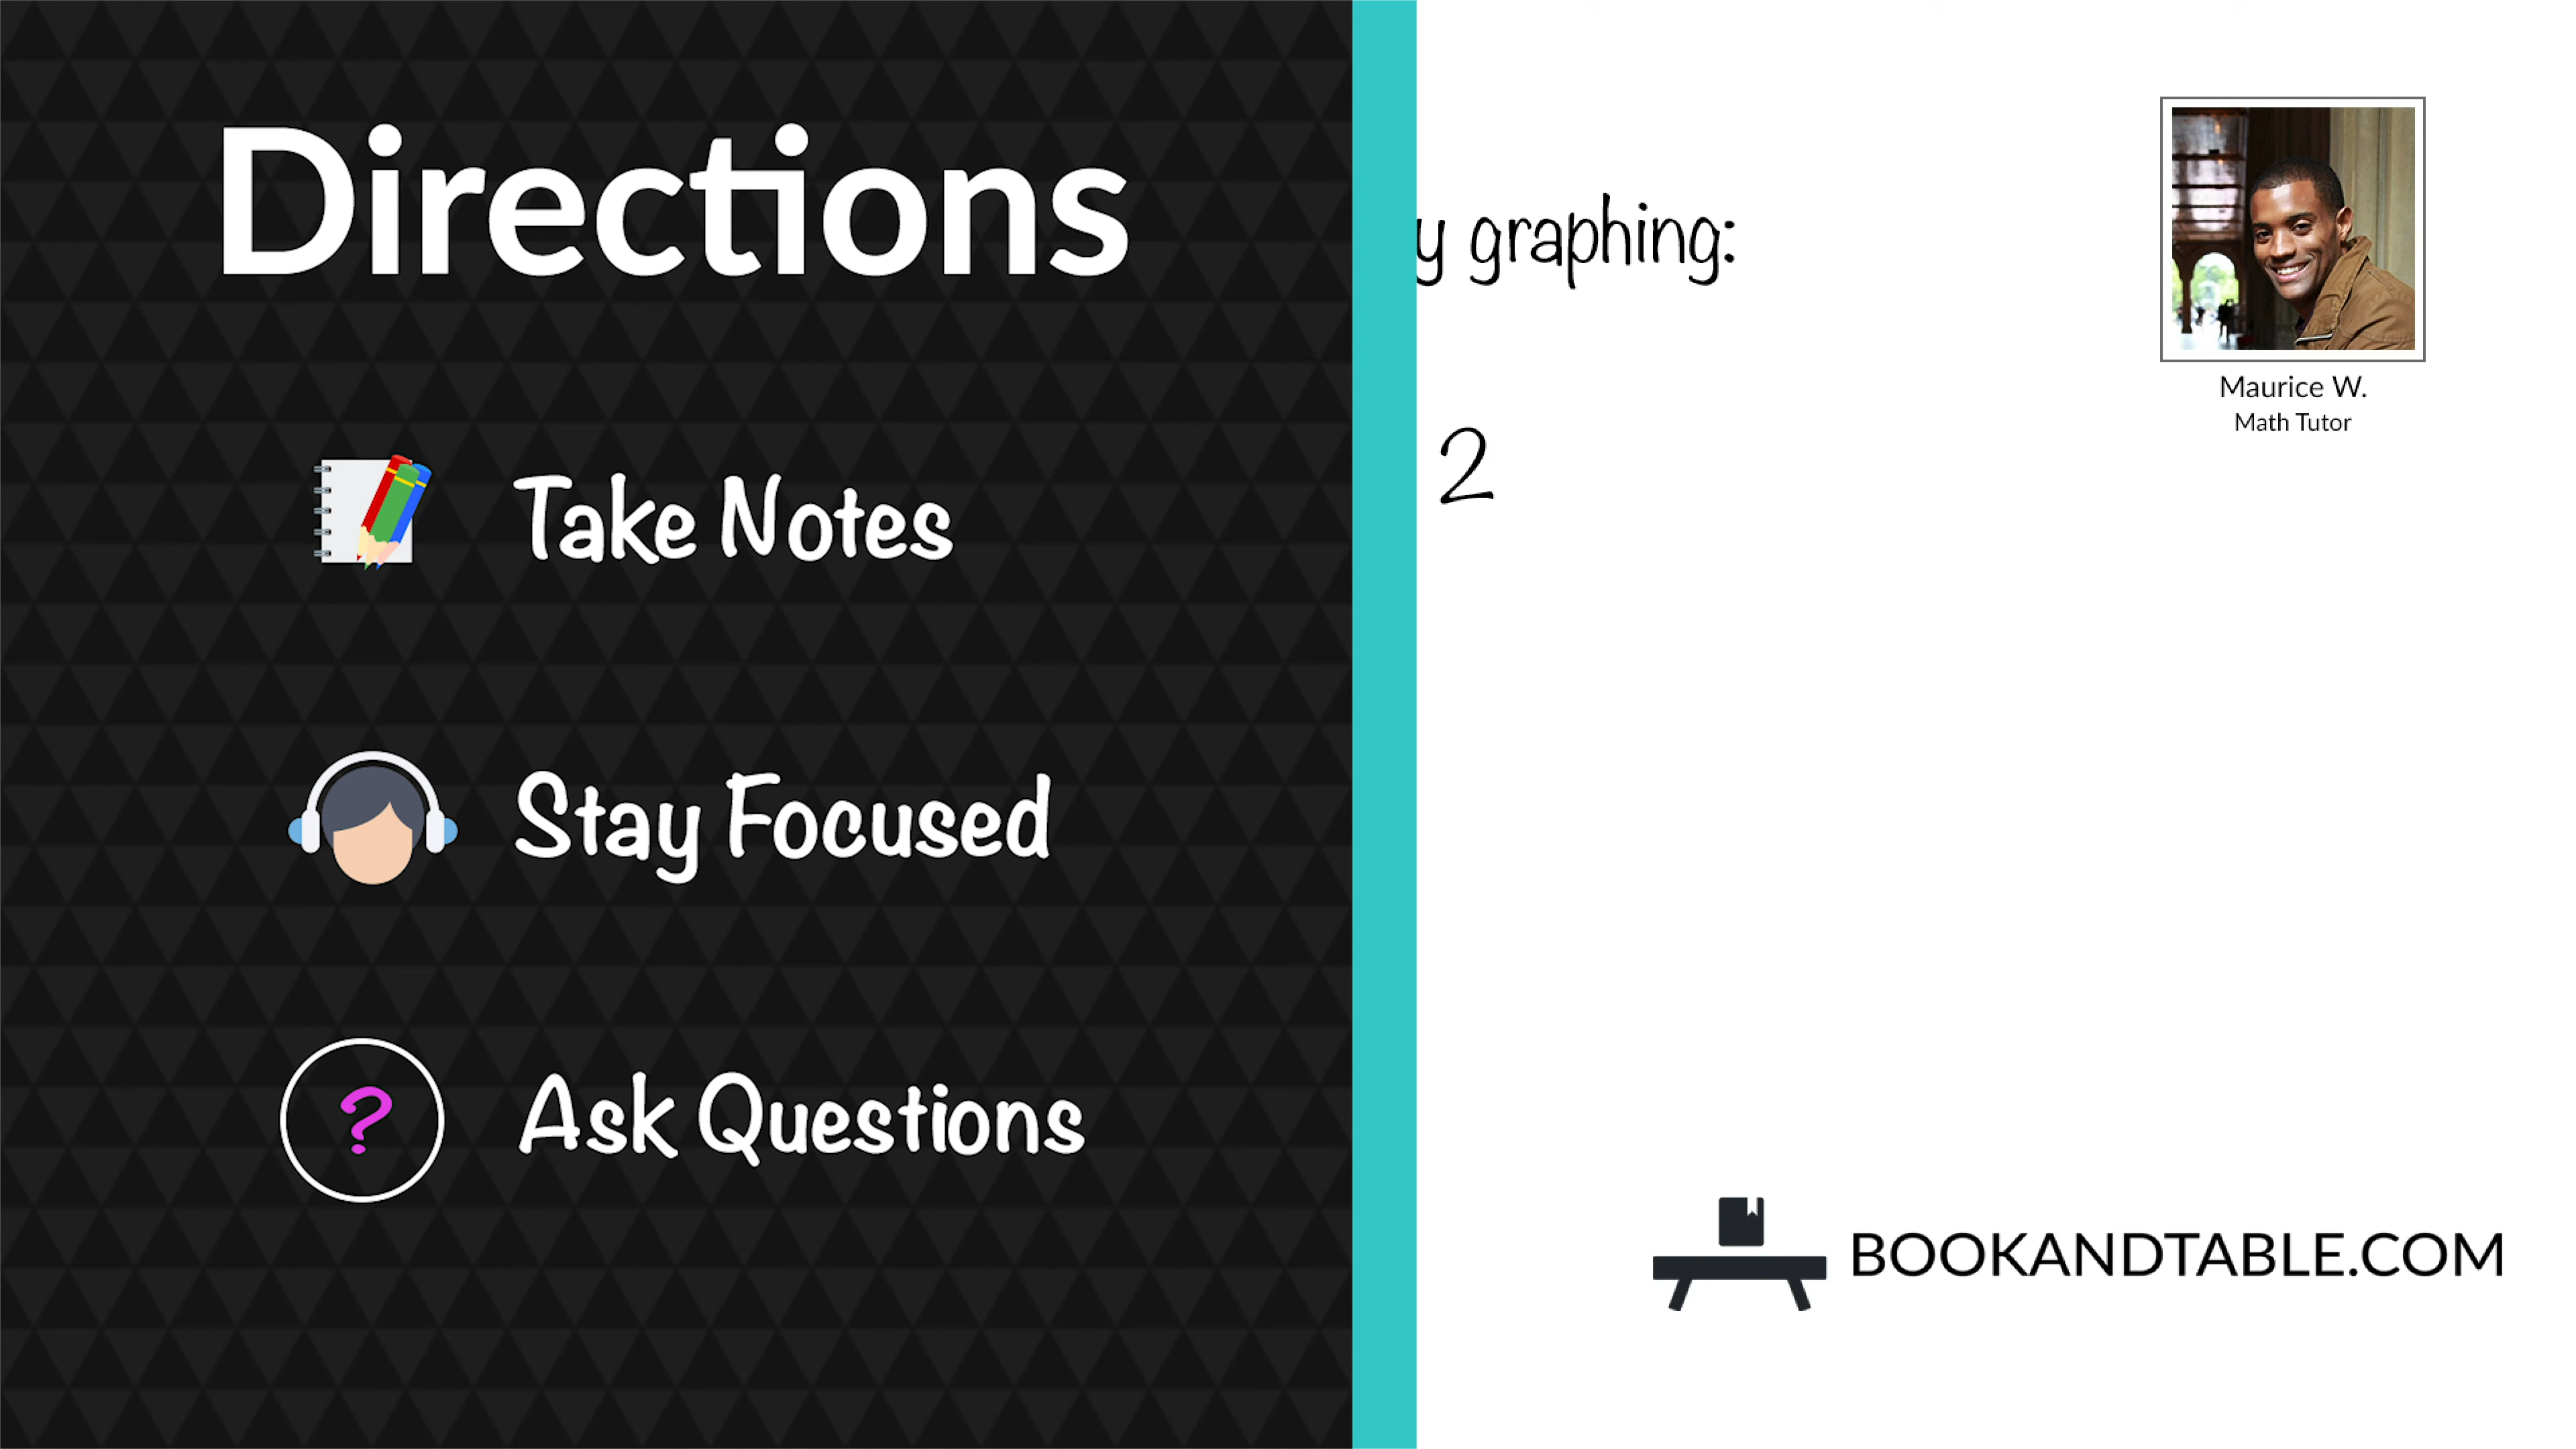 Directions
Take Notes
Stay Focused
?
Ask Questions
y graphing:
2
Maurice W.
Math Tutor
BOOKANDTABLE.COM